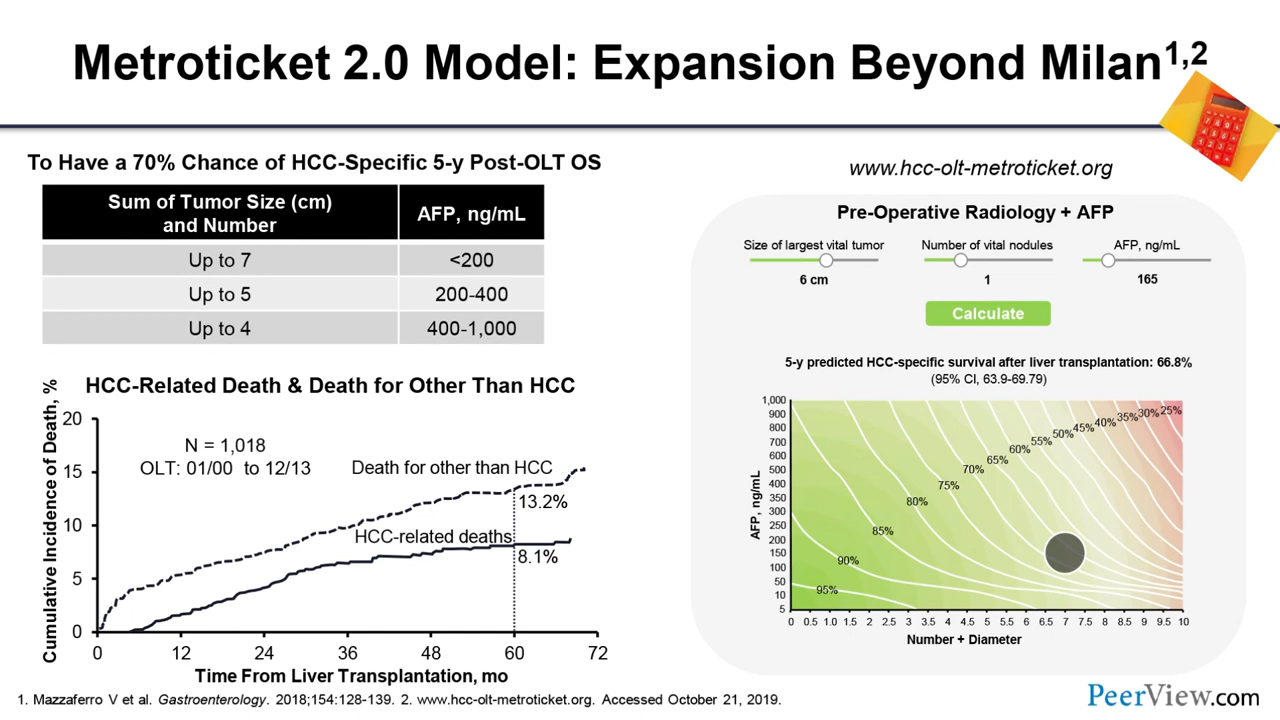 Metroticket 2.0 Model: Expansion Beyond Milan1,2
To Have a 70% Chance of HCC-Specific 5-y Post-OLT OS
Sum of Tumor Size (cm)
and Number
AFP, ng/mL
Up to 7
<200
Up to 5
200-400
Up to 4
400-1,000
HCC-Related Death & Death for Other Than HCC
Cumulative Incidence of Death, %
20
15
10
5
0
N = 1,018
OLT: 01/00 to 12/13
Death for other than HCC
13.2%
HCC-related deaths
8.1%
0 12 24 36 48 60 72
Time From Liver Transplantation, mo
www.hcc-olt-metroticket.org
Pre-Operative Radiology + AFP
Size of largest vital tumor
Number of vital nodules
AFP, ng/mL
6 cm
1
165
Calculate
5-y predicted HCC-specific survival after liver transplantation: 66.8%
(95% CI, 63.9-69.79)
AFP, ng/mL
1,000
900
800
700
600
500
400
350
300
250
200
150
100
50
10
5
95%
90%
85%
80%
75%
70%
65%
60%
55%
50%
45%
40%
35%
30%
25%
0 0.5 1.0 1.5 2 2.5 3 3.5 4 4.5 5 5.5 6 6.5 7 7.5 8 8.5 9 9.5 10
Number + Diameter
1. Mazzaferro V et al. Gastroenterology. 2018;154:128-139. 2. www.hcc-olt-metroticket.org. Accessed October 21, 2019.
PeerView.com